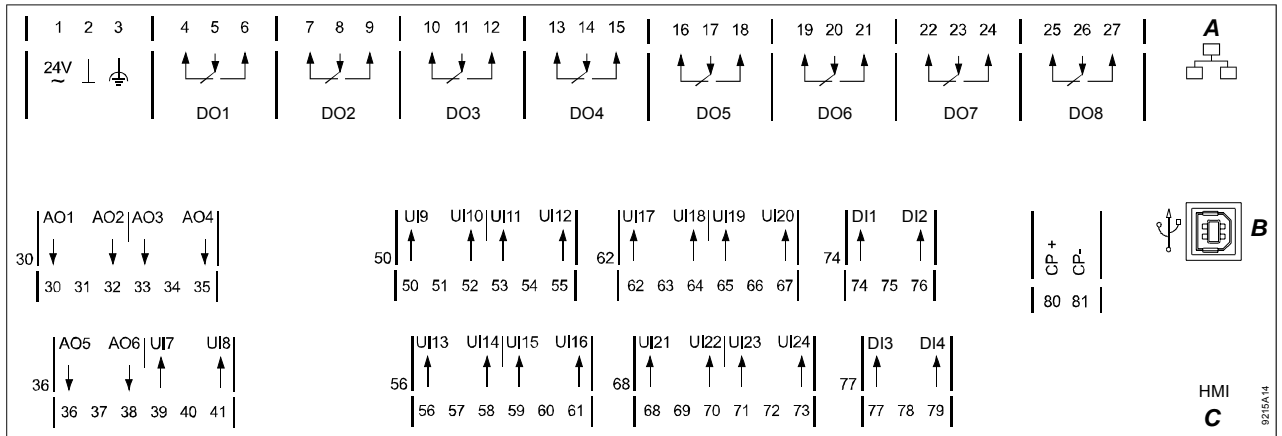 1 2 3 4 5 6 7 8 9 10 11 12 13 14 15 16 17 18 19 20 21 22 23 24 25 26 27 A
24V
~
DO1 DO2 DO3 DO4 DO5 DO6 DO7 DO8
AO1 AO2 AO3 AO4 UI9 UI10 UI11 UI12 UI17 UI18 UI19 UI20 DI1 DI2 CP + CP- B
30 50 62 74
30 31 32 33 34 35 50 51 52 53 54 55 62 63 64 65 66 67 74 75 76 80 81
AO5 AO6 UI7 UI8 UI13 UI14 UI15 UI16 UI21 UI22 UI23 UI24 DI3 DI4
36 56 68 77
36 37 38 39 40 41 56 57 58 59 60 61 68 69 70 71 72 73 77 78 79
HMI
C
9215A14